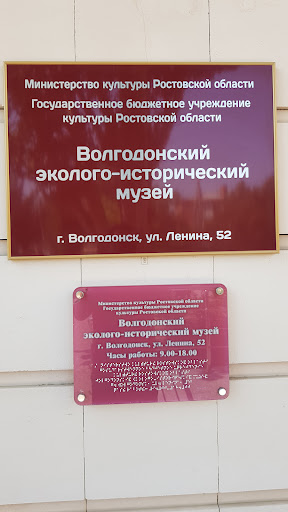 Министерство культуры Ростовской области
Государственное бюджетное учреждение
культуры Ростовской области
Волгодонский
эколого-исторический
музей
г. Волгодонск, ул. Ленина, 52
Министерство культуры Ростовской области
Государственное бюджетное учреждение
культуры Ростовской области
Волгодонский
эколого-исторический музей
г. Волгодонск, ул. Ленина, 52
Часы работы: 9.00-18.00